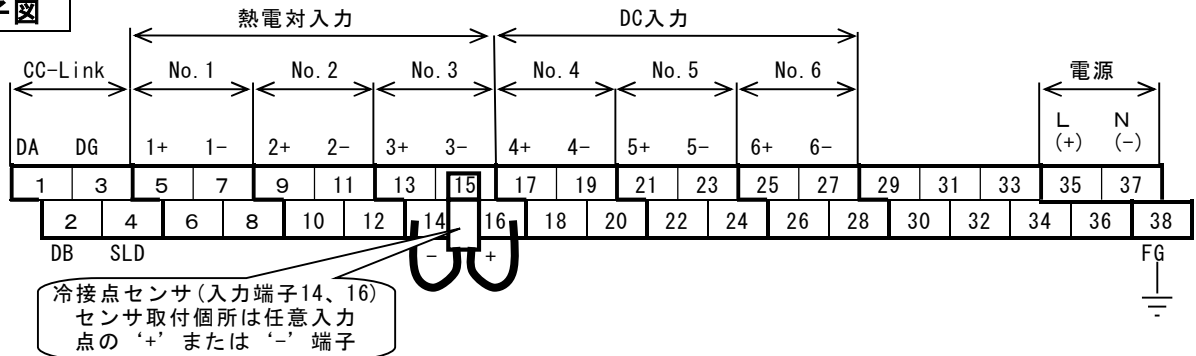 子図
熱電対入力 DC入力
CC-Link No.1 No.2 No.3 No.4 No.5 No.6 電源
L N
DA DG 1+ 1- 2+ 2- 3+ 3- 4+ 4- 5+ 5- 6+ 6- (+) (-)
1 3 5 7 9 11 13 15 17 19 21 23 25 27 29 31 33 35 37
2 4 6 8 10 12 14 16 18 20 22 24 26 28 30 32 34 36 38
DB SLD - + FG
冷接点センサ(入力端子14、16)
センサ取付個所は任意入力
点の‘+’または‘-’端子